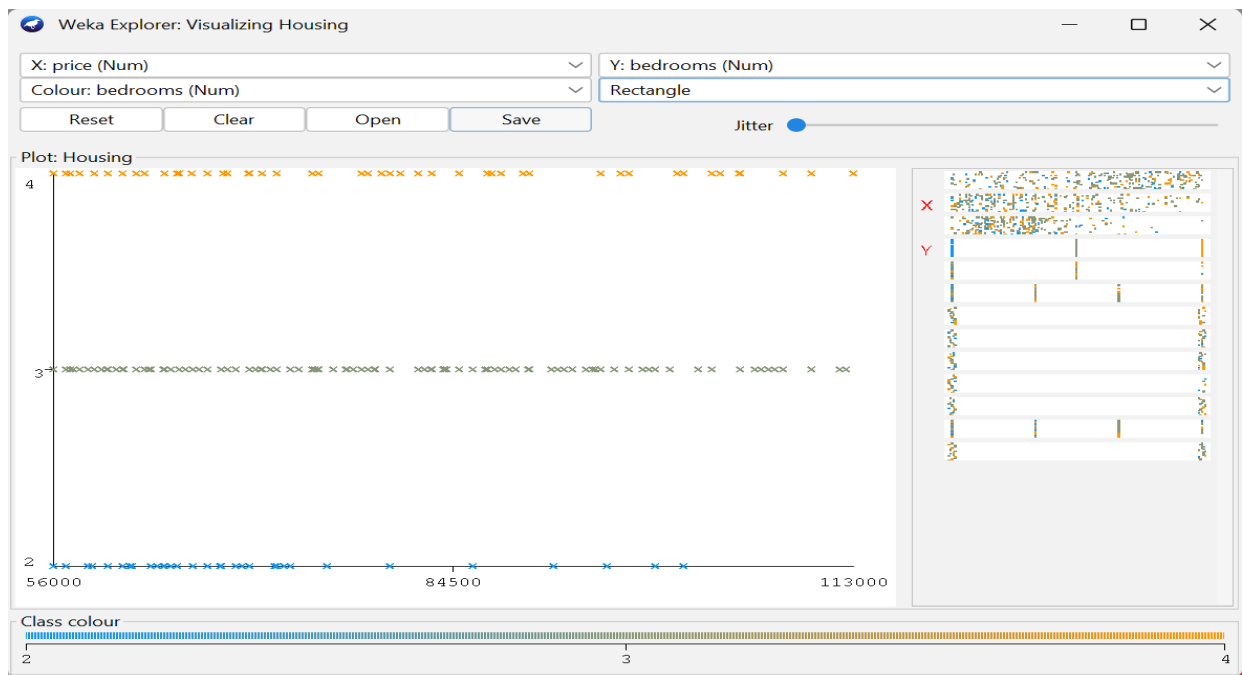 Weka Explorer: Visualizing Housing
X: price (Num)
Y: bedrooms (Num)
Colour: bedrooms (Num)
Rectangle
Reset
Clear
Open
Save
Jitter
Plot: Housing
4
3
2
56000
84500
113000
X
Y
Class colour
2
3
4